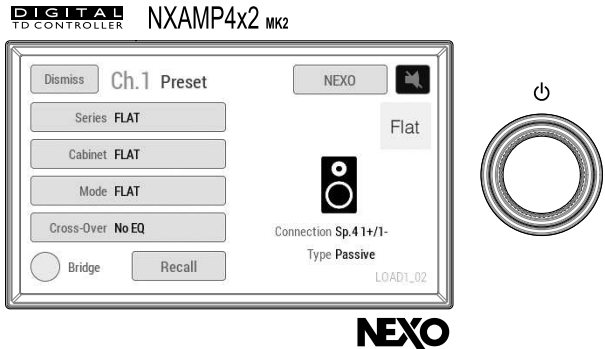 DIGITAL
TD CONTROLLER
NXAMP4x2 MK2
Dismiss
Ch.1 Preset
NEXO
Series FLAT
Flat
Cabinet FLAT
Mode FLAT
Cross-Over No EQ
Connection Sp.4 1+/1-
Type Passive
Bridge
Recall
LOAD1_02
NEXO